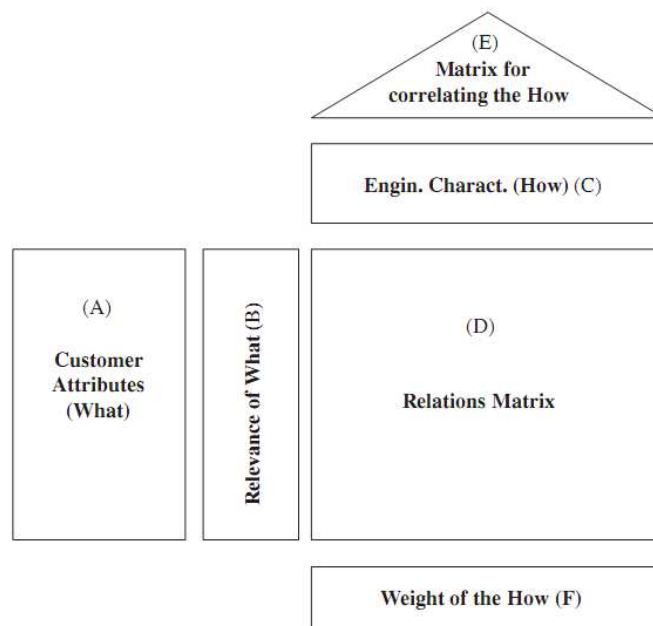 (E)
Matrix for
correlating the How
Engin. Charact. (How) (C)
(A)
Customer
Attributes
(What)
Relevance of What (B)
(D)
Relations Matrix
Weight of the How (F)